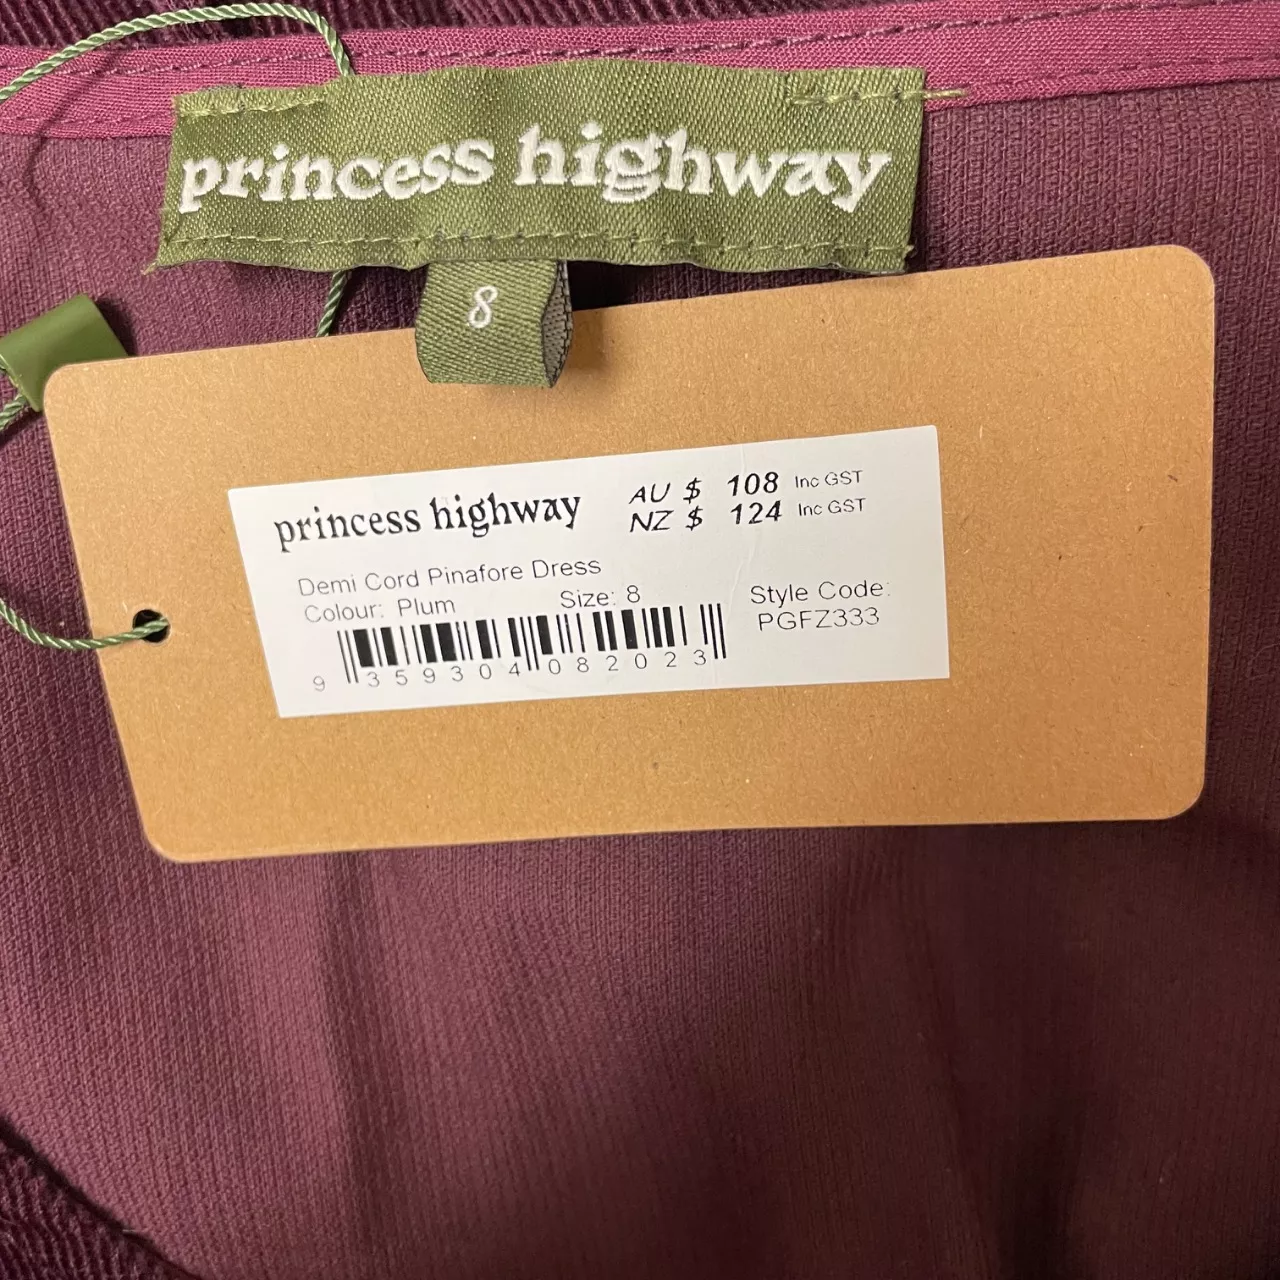 princess highway
8
princess highway
AU $ 108 Inc GST
NZ $ 124 Inc GST
Demi Cord Pinafore Dress
Colour: Plum Size: 8
Style Code:
PGFZ333
9 359304 082023